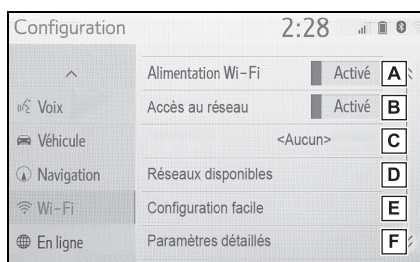 Configuration 2:28
Alimentation Wi-Fi Activé A
Voix Accès au réseau Activé B
Véhicule <Aucun> C
Navigation Réseaux disponibles D
Wi-Fi Configuration facile E
En ligne Paramètres détaillés F